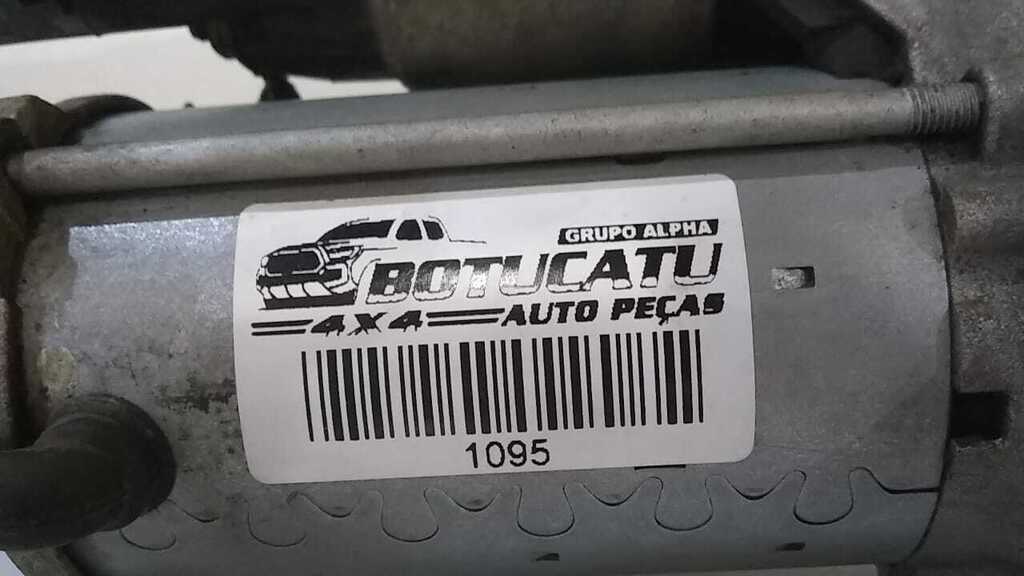 GRUPO ALPHA
BOTUCATU
4X4 AUTO PEÇAS
1095